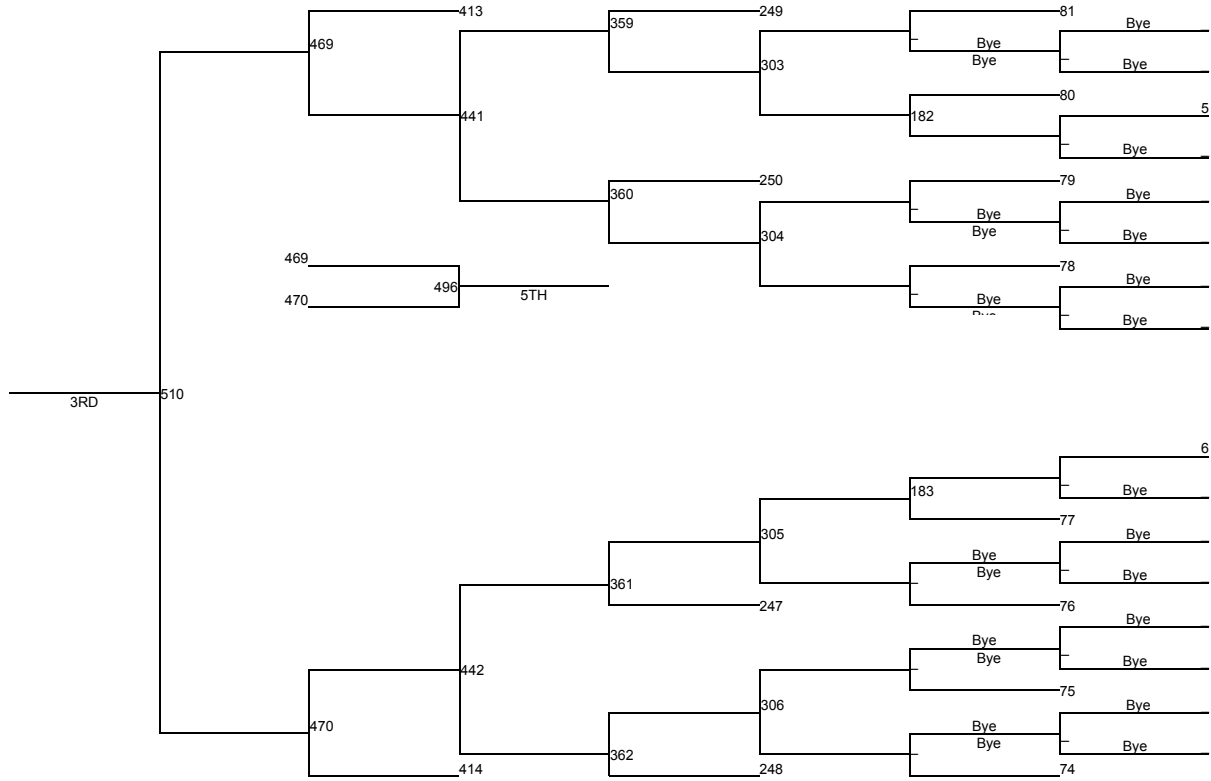 413 249 81
359 Bye
469 Bye
Bye
303 Bye
80
441 182 5
Bye
250 79
360 Bye
Bye
304 Bye
469 78
496 5TH Bye
470 Bye
Bye
3RD 510
6
183 Bye
77
305 Bye
Bye
361 Bye
Bye
247 76
Bye
Bye
442 Bye
Bye
75
306 Bye
470 Bye
362 Bye
Bye
414 248 74